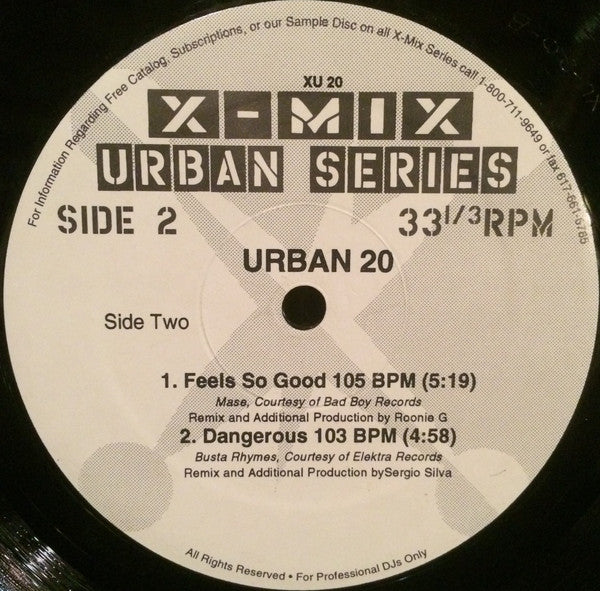 For Information Regarding Free Catalog, Subscriptions, or our Sample Disc on all X-Mix Series call 1-800-711-9649 or fax 617-561-5785
XU 20
X-MIX
URBAN SERIES
SIDE 2
33 1/3 RPM
URBAN 20
Side Two
1. Feels So Good 105 BPM (5:19)
Mase, Courtesy of Bad Boy Records
Remix and Additional Production by Roonie G
2. Dangerous 103 BPM (4:58)
Busta Rhymes, Courtesy of Elektra Records
Remix and Additional Production bySergio Silva
All Rights Reserved • For Professional DJs Only